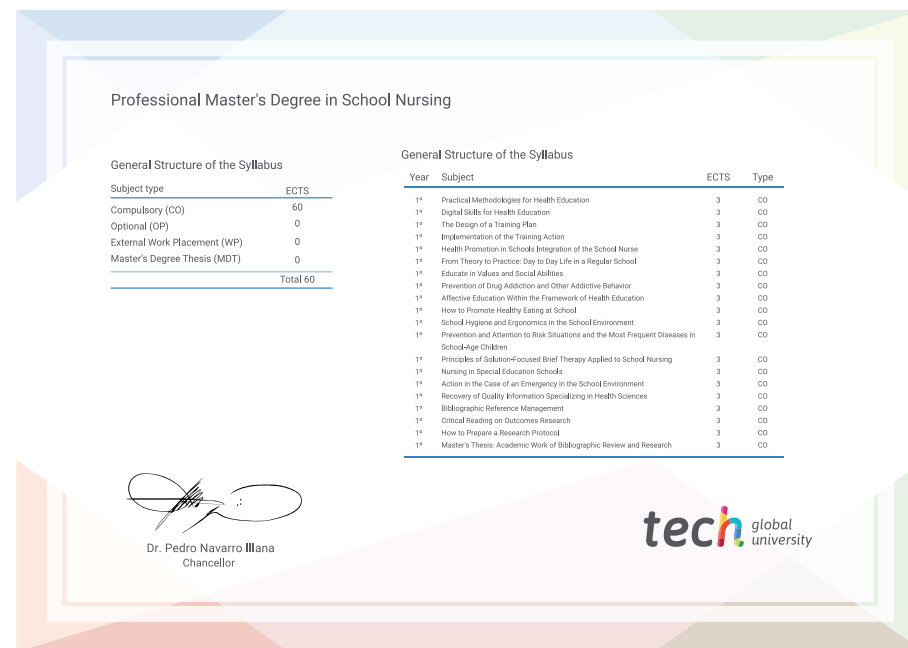 Professional Master's Degree in School Nursing
General Structure of the Syllabus
Subject type ECTS
Compulsory (CO) 60
Optional (OP) 0
External Work Placement (WP) 0
Master's Degree Thesis (MDT) 0
Total 60
General Structure of the Syllabus
Year Subject ECTS Type
1º Practical Methodologies for Health Education 3 CO
1º Digital Skills for Health Education 3 CO
1º The Design of a Training Plan 3 CO
1º Implementation of the Training Action 3 CO
1º Health Promotion in Schools Integration of the School Nurse 3 CO
1º From Theory to Practice: Day to Day Life in a Regular School 3 CO
1º Educate in Values and Social Abilities 3 CO
1º Prevention of Drug Addiction and Other Addictive Behavior 3 CO
1º Affective Education Within the Framework of Health Education 3 CO
1º How to Promote Healthy Eating at School 3 CO
1º School Hygiene and Ergonomics in the School Environment 3 CO
1º Prevention and Attention to Risk Situations and the Most Frequent Diseases in 3 CO
School-Age Children
1º Principles of Solution-Focused Brief Therapy Applied to School Nursing 3 CO
1º Nursing in Special Education Schools 3 CO
1º Action in the Case of an Emergency in the School Environment 3 CO
1º Recovery of Quality Information Specializing in Health Sciences 3 CO
1º Bibliographic Reference Management 3 CO
1º Critical Reading on Outcomes Research 3 CO
1º How to Prepare a Research Protocol 3 CO
1º Master's Thesis: Academic Work of Bibliographic Review and Research 3 CO
Dr. Pedro Navarro Illana
Chancellor
tech global
university